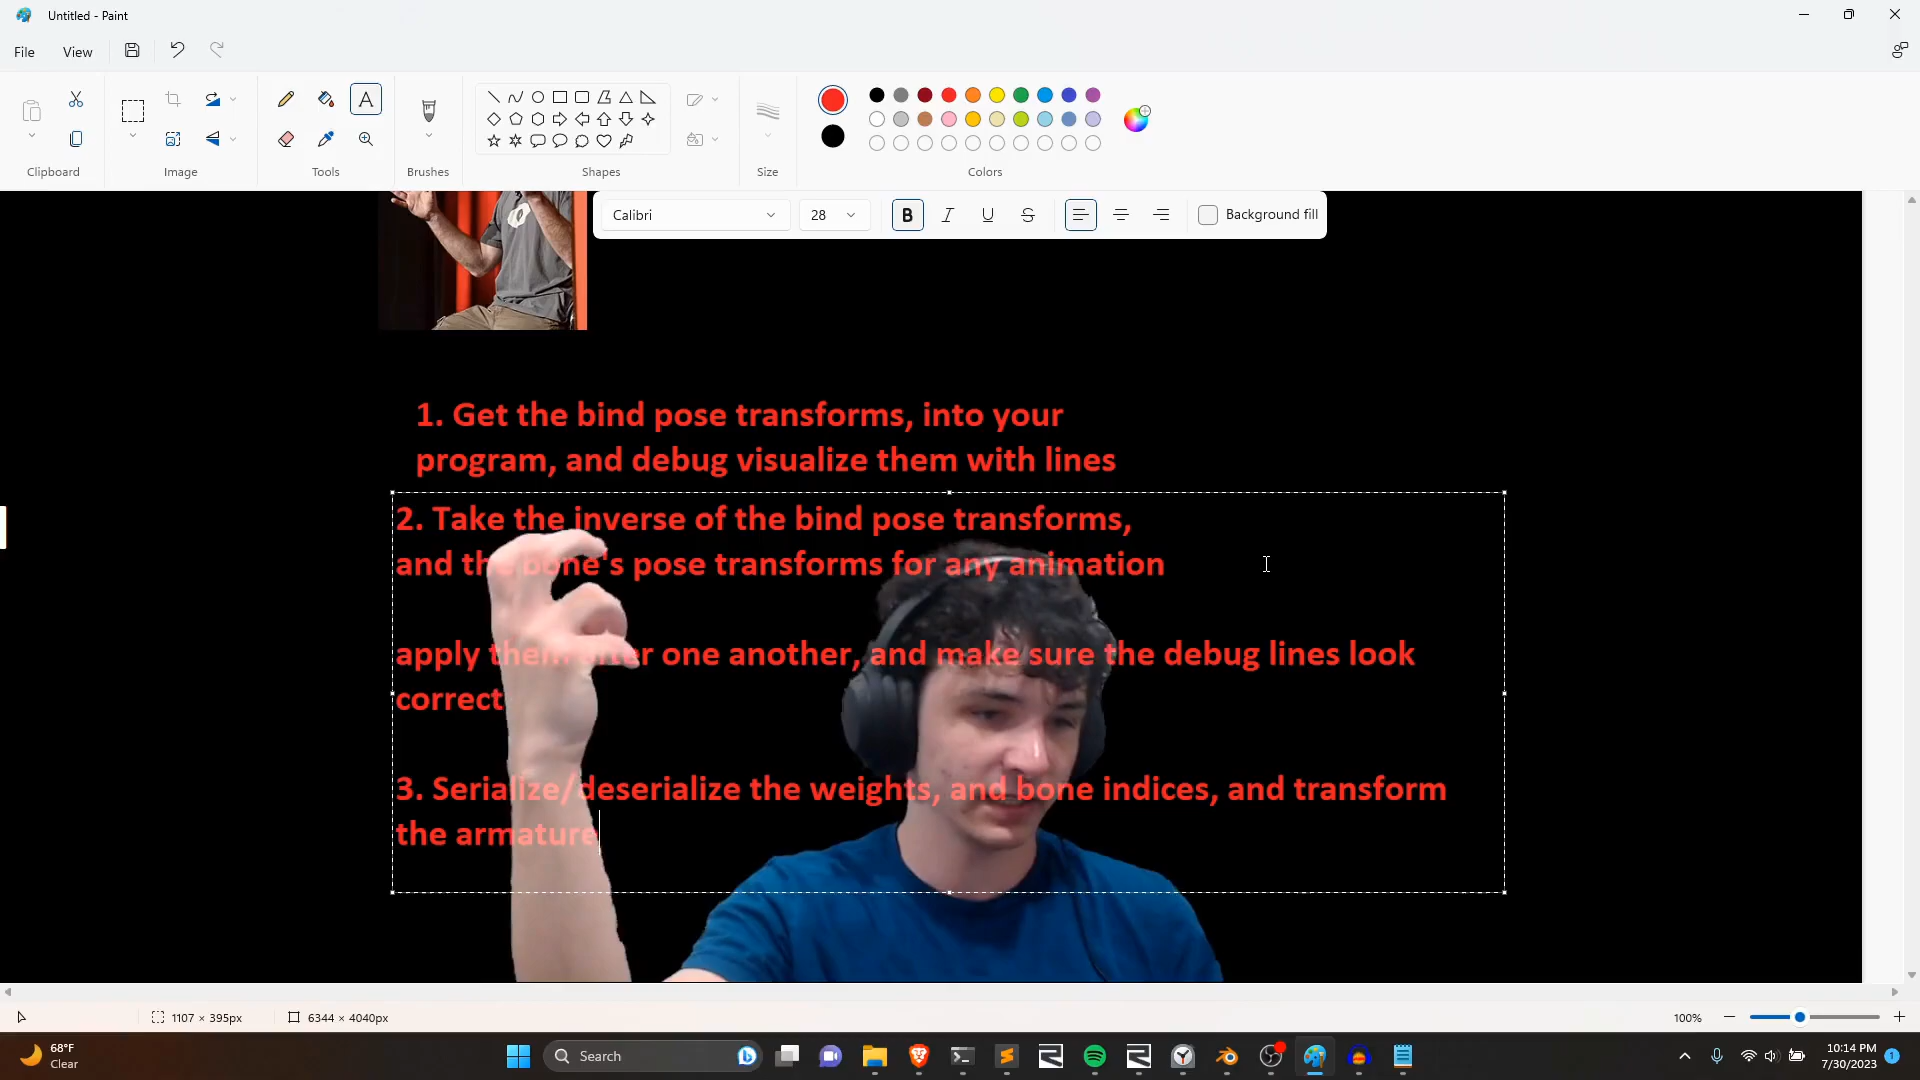 Untitled - Paint
File
View
Clipboard
Image
Tools
Brushes
Shapes
Size
Colors
Calibri
28
B
I
U
S
Background fill
1. Get the bind pose transforms, into your
program, and debug visualize them with lines
2. Take the inverse of the bind pose transforms,
and the bone's pose transforms for any animation
apply them after one another, and make sure the debug lines look
correct
3. Serialize/deserialize the weights, and bone indices, and transform
the armature
1107 × 395px
6344 × 4040px
100%
68°F
Clear
Search
10:14 PM
7/30/2023
1